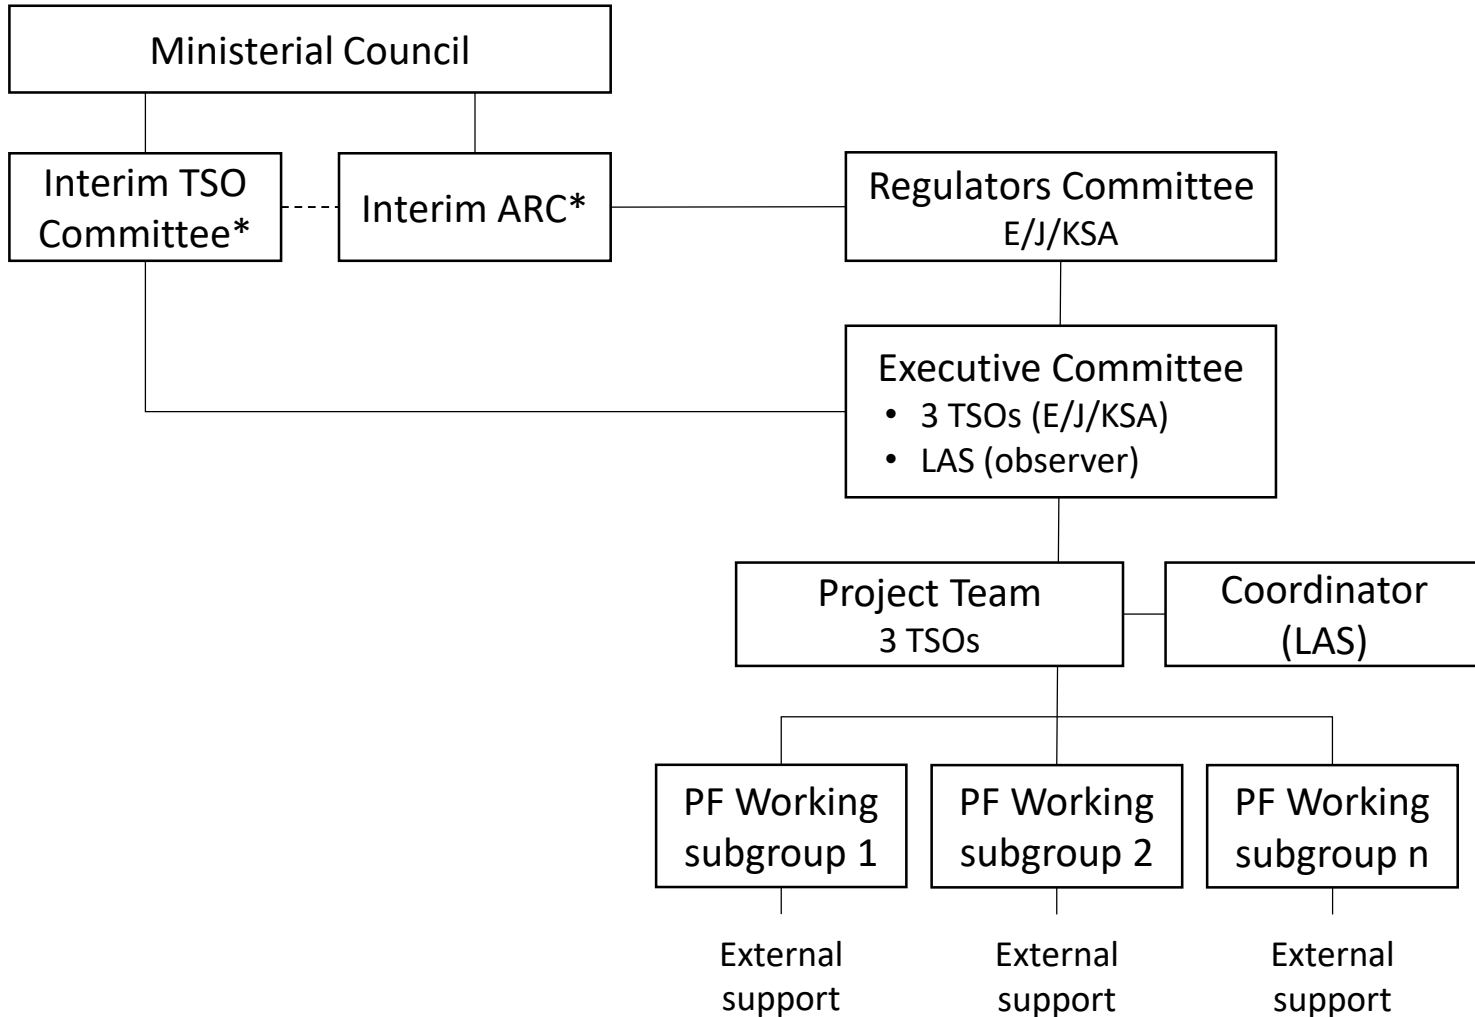 Ministerial Council
Interim TSO
Committee*
Interim ARC*
Regulators Committee
E/J/KSA
Executive Committee
• 3 TSOs (E/J/KSA)
• LAS (observer)
Project Team
3 TSOs
Coordinator
(LAS)
PF Working
subgroup 1
PF Working
subgroup 2
PF Working
subgroup n
External
support
External
support
External
support